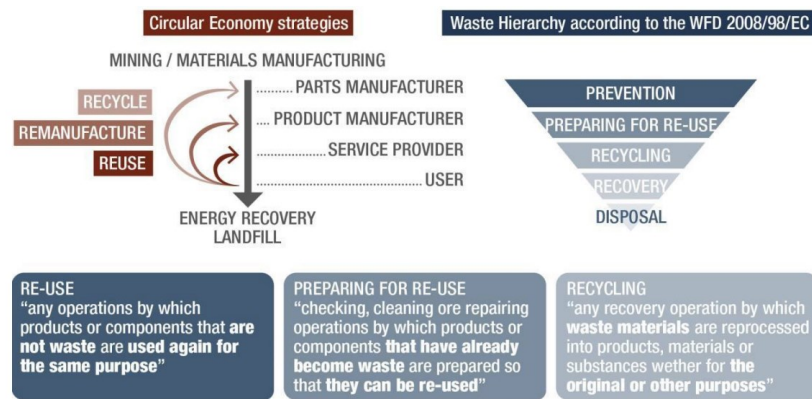 Circular Economy strategies
MINING / MATERIALS MANUFACTURING
PARTS MANUFACTURER
PRODUCT MANUFACTURER
SERVICE PROVIDER
USER
RECYCLE
REMANUFACTURE
REUSE
ENERGY RECOVERY
LANDFILL
Waste Hierarchy according to the WFD 2008/98/EC
PREVENTION
PREPARING FOR RE-USE
RECYCLING
RECOVERY
DISPOSAL
RE-USE
“any operations by which
products or components that are
not waste are used again for
the same purpose”
PREPARING FOR RE-USE
“checking, cleaning ore repairing
operations by which products or
components that have already
become waste are prepared so
that they can be re-used”
RECYCLING
“any recovery operation by which
waste materials are reprocessed
into products, materials or
substances wether for the
original or other purposes”